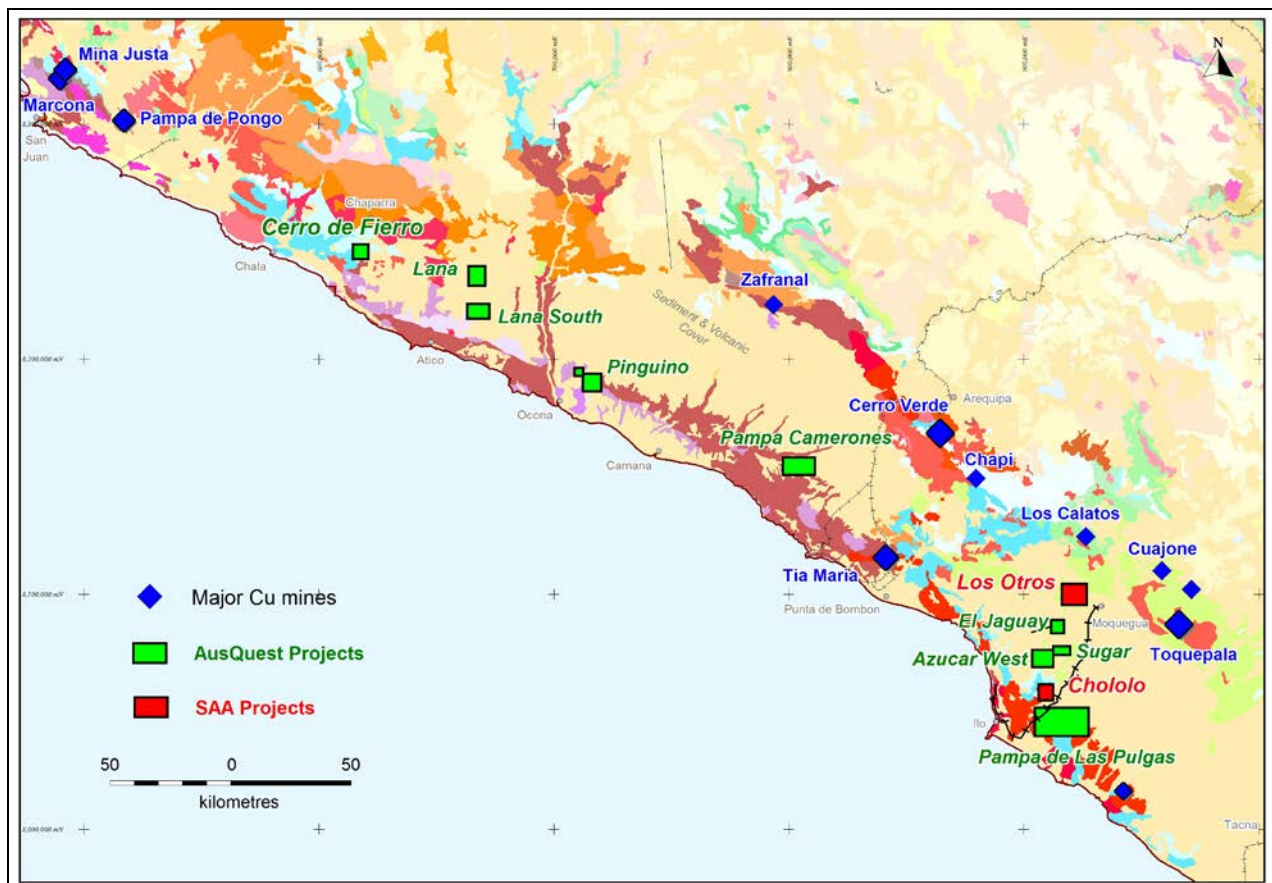 N
Mina Justa
Marcona
Pampa de Pongo
San
Juan
Chaparra
Cerro de Fierro
Chala
Lana
Lana South
Zafranal
Sediment & Volcanic
Cover
Atico
Pinguino
Ocona
Arequipa
Cerro Verde
Pampa Camerones
Camana
Chapi
Los Calatos
Cuajone
Tia Maria
Los Otros
Punta de Bombon
Moquegua
El Jaguay
Toquepala
Sugar
Azucar West
Chololo
Ilo
Pampa de Las Pulgas
Tacna
Major Cu mines
AusQuest Projects
SAA Projects
50 0 50
kilometres